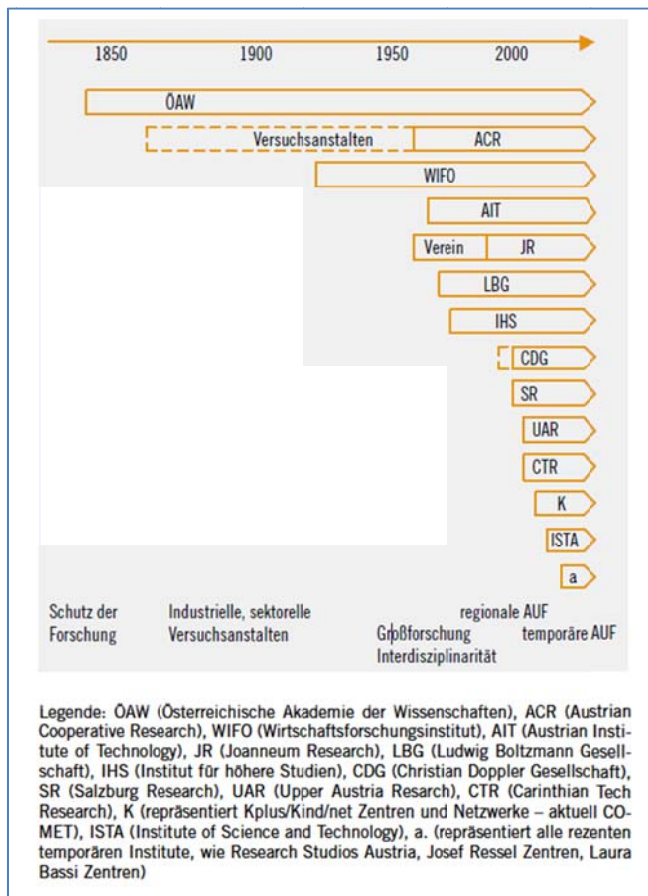 1850 1900 1950 2000
ÖAW
Versuchsanstalten ACR
WIFO
AIT
Verein JR
LBG
IHS
CDG
SR
UAR
CTR
K
ISTA
a
Schutz der
Forschung
Industrielle, sektorelle
Versuchsanstalten
regionale AUF
Großforschung temporäre AUF
Interdisziplinarität
Legende: ÖAW (Österreichische Akademie der Wissenschaften), ACR (Austrian
Cooperative Research), WIFO (Wirtschaftsforschungsinstitut), AIT (Austrian Insti-
tute of Technology), JR (Joanneum Research), LBG (Ludwig Boltzmann Gesell-
schaft), IHS (Institut für höhere Studien), CDG (Christian Doppler Gesellschaft),
SR (Salzburg Research), UAR (Upper Austria Resarch), CTR (Carinthian Tech
Research), K (repräsentiert Kplus/Kind/net Zentren und Netzwerke – aktuell CO-
MET), ISTA (Institute of Science and Technology), a. (repräsentiert alle rezenten
temporären Institute, wie Research Studios Austria, Josef Ressel Zentren, Laura
Bassi Zentren)